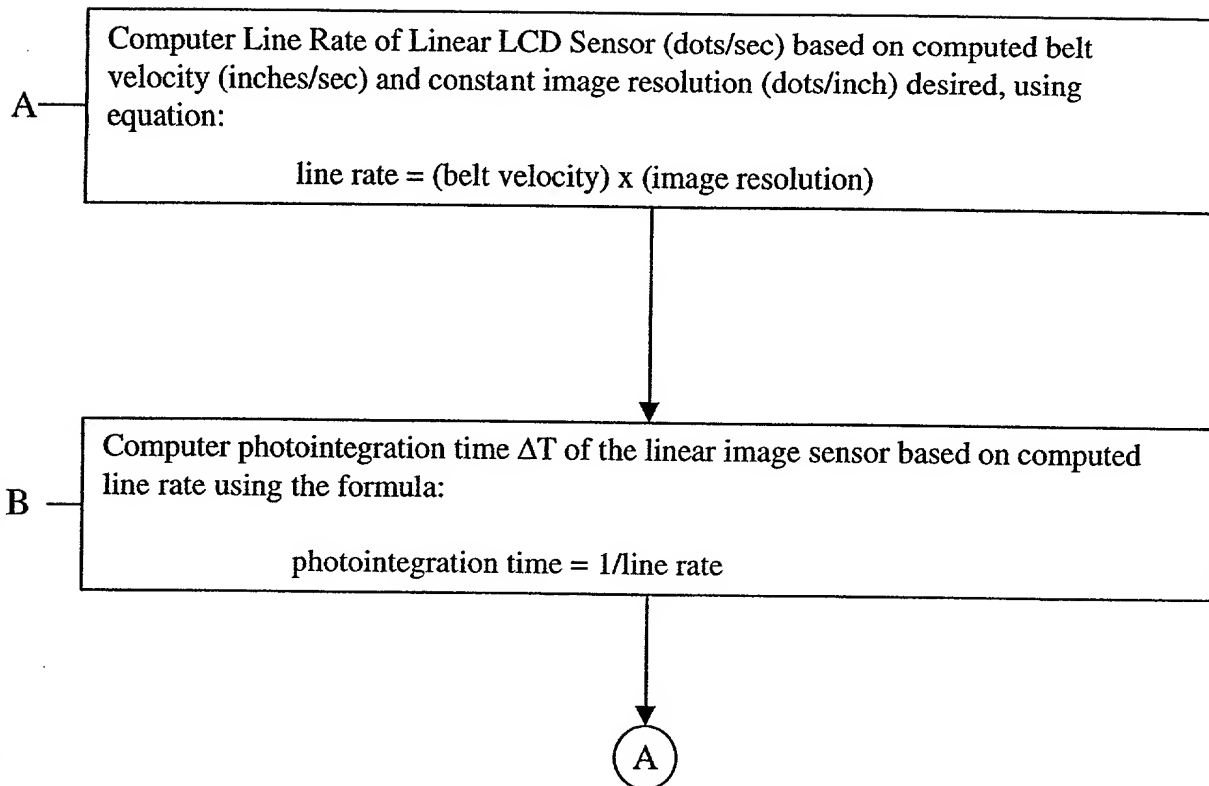 Computer Line Rate of Linear LCD Sensor (dots/sec) based on computed belt
velocity (inches/sec) and constant image resolution (dots/inch) desired, using
A
equation:
line rate = (belt velocity) x (image resolution)
Computer photointegration time ΔT of the linear image sensor based on computed
line rate using the formula:
B
photointegration time = 1/line rate
A